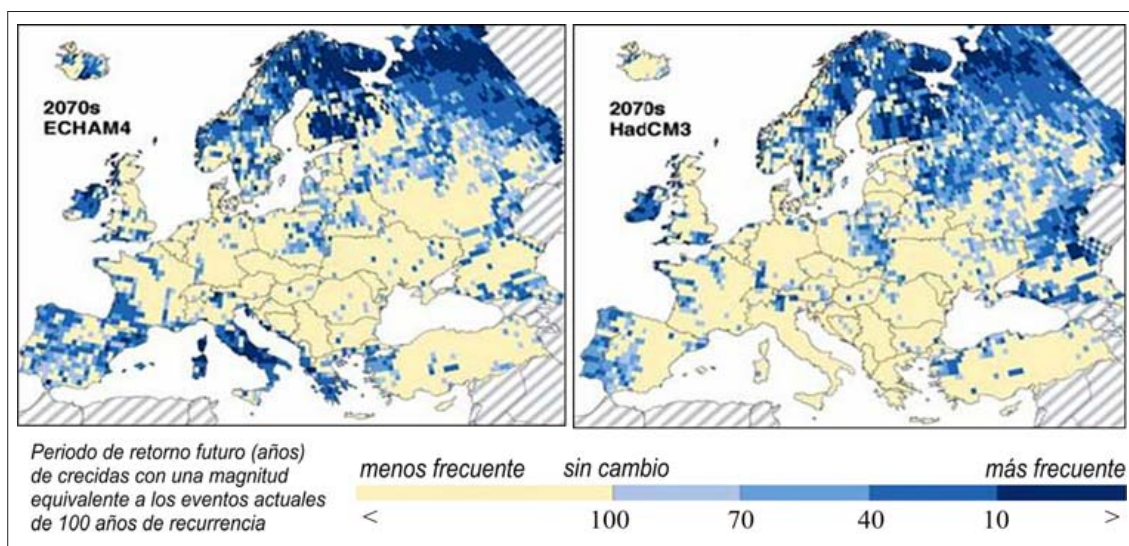 2070s
ECHAM4
2070s
HadCM3
Periodo de retorno futuro (años)
de crecidas con una magnitud
equivalente a los eventos actuales
de 100 años de recurrencia
menos frecuente sin cambio más frecuente
< 100 70 40 10 >